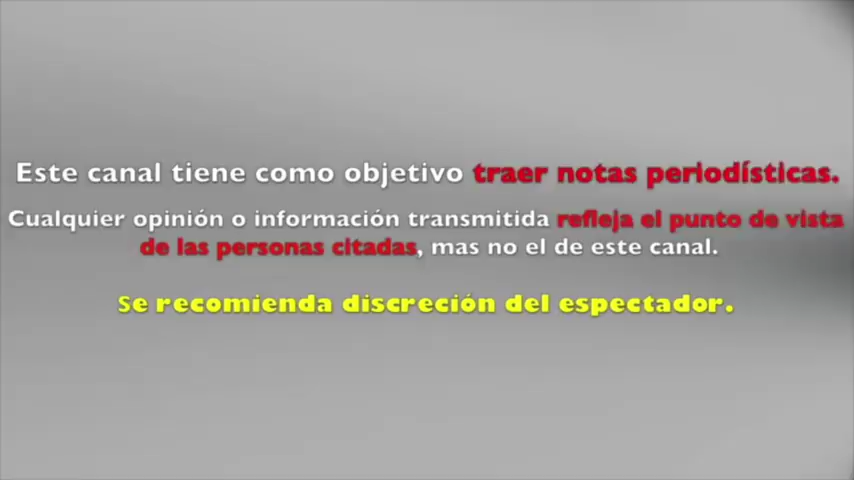 Este canal tiene como objetivo traer notas periodísticas.
Cualquier opinión o información transmitida refleja el punto de vista
de las personas citadas, mas no el de este canal.
Se recomienda discreción del espectador.